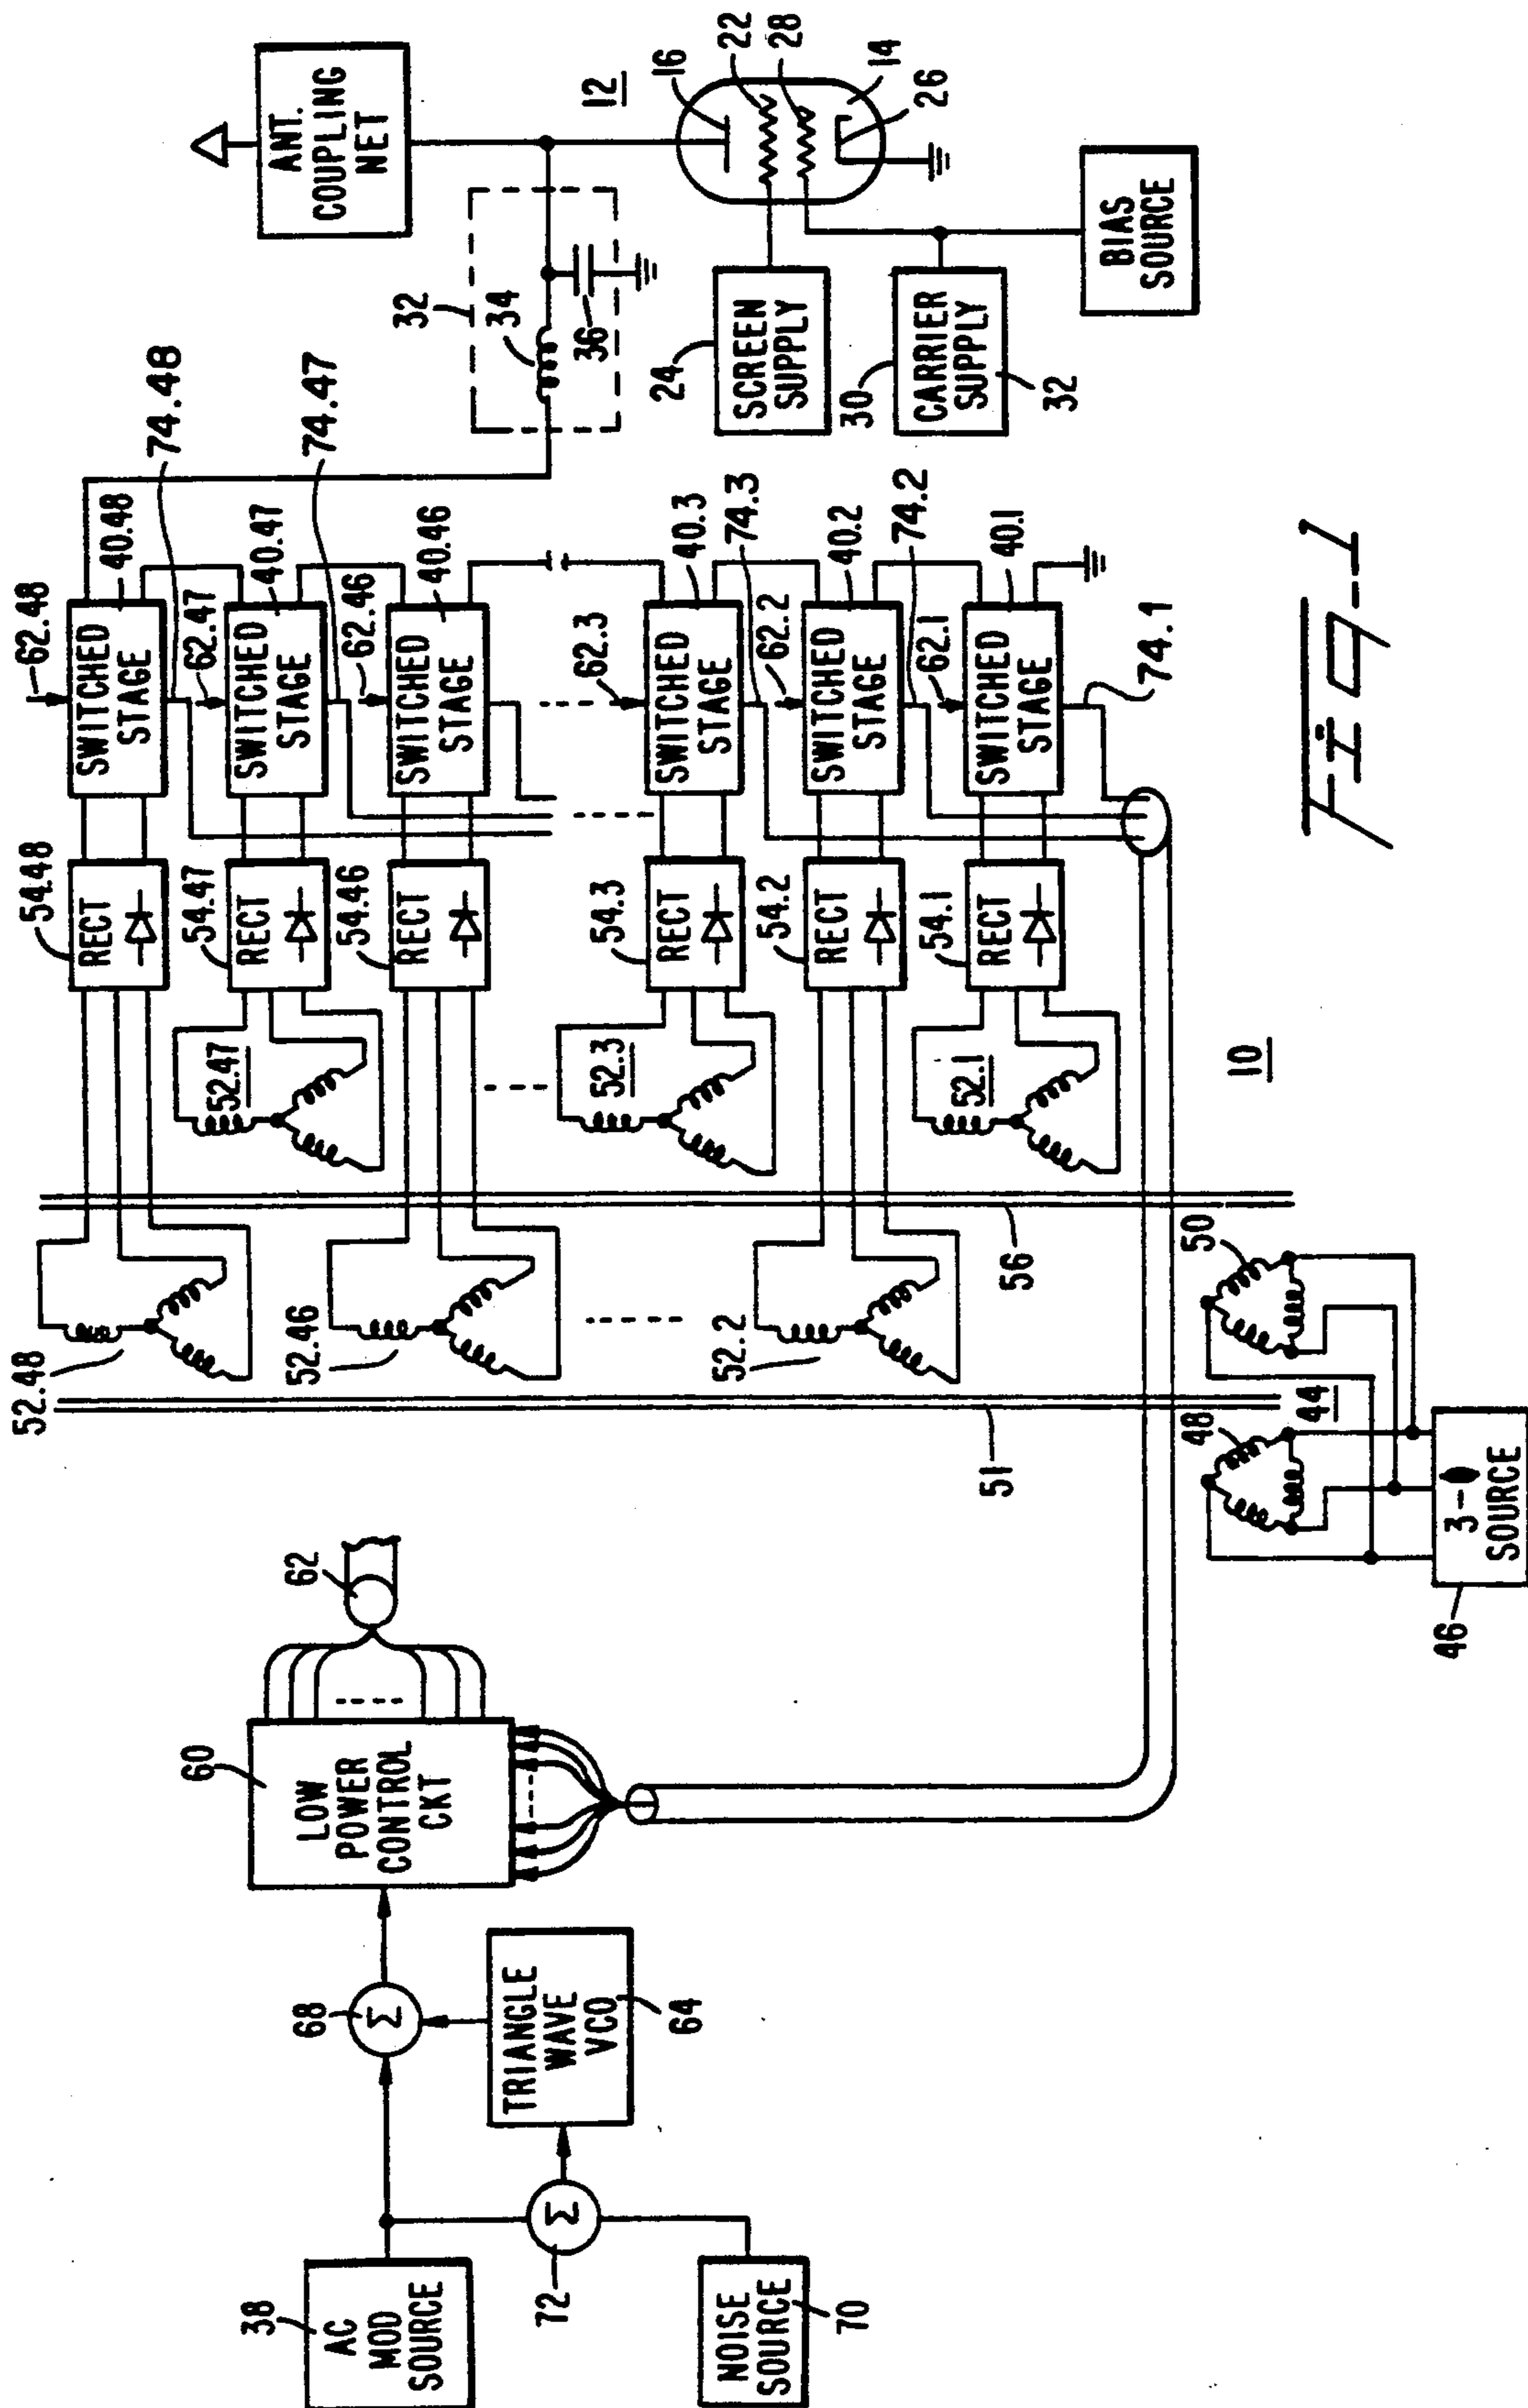 ANT.
COUPLING
NET
12
16
22
28
14
26
32
34
36
24
SCREEN
SUPPLY
30
CARRIER
SUPPLY
32
BIAS
SOURCE
62.48
SWITCHED
STAGE
40.48
74.48
62.47
SWITCHED
STAGE
40.47
74.47
62.46
SWITCHED
STAGE
40.46
62.3
SWITCHED
STAGE
40.3
74.3
62.2
SWITCHED
STAGE
40.2
74.2
62.1
SWITCHED
STAGE
40.1
74.1
54.48
RECT
54.47
RECT
54.46
RECT
54.3
RECT
54.2
RECT
54.1
RECT
52.47
52.3
52.1
52.48
52.46
52.2
56
51
10
50
48
44
3-ϕ
SOURCE
46
62
60
LOW
POWER
CONTROL
CKT
68
Σ
TRIANGLE
WAVE
VCO
64
38
AC
MOD
SOURCE
72
Σ
NOISE
SOURCE
70
Fig-1